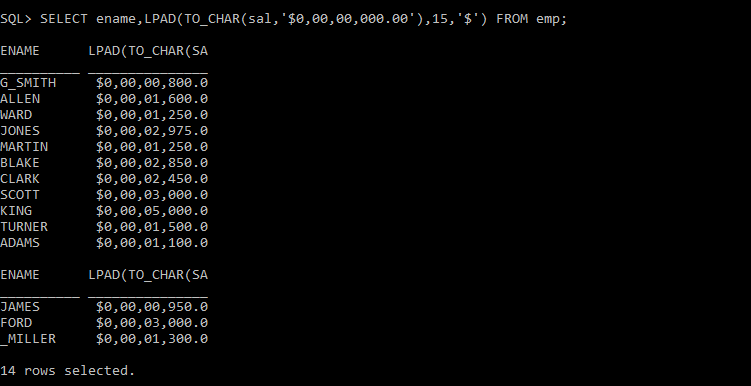 SQL> SELECT ename,LPAD(TO_CHAR(sal,'$0,00,00,000.00'),15,'$') FROM emp;
ENAME      LPAD(TO_CHAR(SA
__________ _______________
G_SMITH     $0,00,00,800.0
ALLEN       $0,00,01,600.0
WARD        $0,00,01,250.0
JONES       $0,00,02,975.0
MARTIN      $0,00,01,250.0
BLAKE       $0,00,02,850.0
CLARK       $0,00,02,450.0
SCOTT       $0,00,03,000.0
KING        $0,00,05,000.0
TURNER      $0,00,01,500.0
ADAMS       $0,00,01,100.0
ENAME      LPAD(TO_CHAR(SA
__________ _______________
JAMES       $0,00,00,950.0
FORD        $0,00,03,000.0
_MILLER     $0,00,01,300.0
14 rows selected.